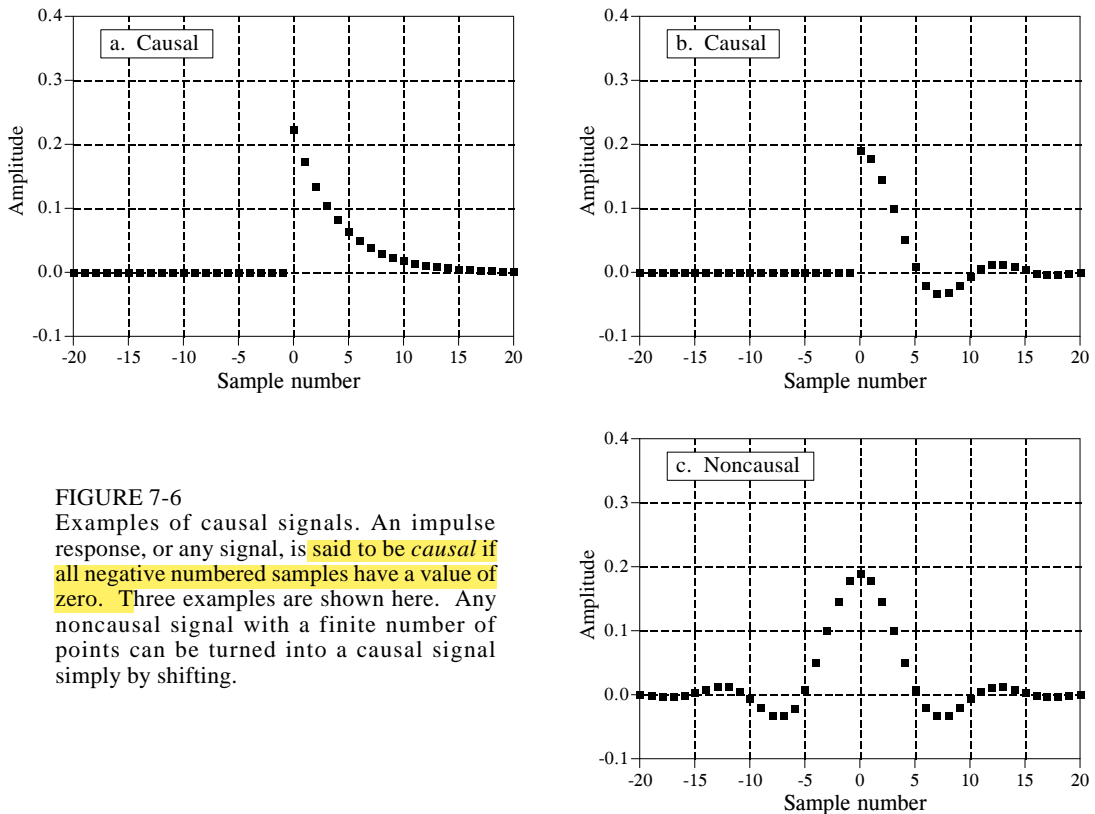 0.4
0.3
0.2
0.1
0.0
-0.1
Amplitude
a. Causal
-20 -15 -10 -5 0 5 10 15 20
Sample number
0.4
0.3
0.2
0.1
0.0
-0.1
Amplitude
b. Causal
-20 -15 -10 -5 0 5 10 15 20
Sample number
FIGURE 7-6
Examples of causal signals. An impulse
response, or any signal, is said to be causal if
all negative numbered samples have a value of
zero. Three examples are shown here. Any
noncausal signal with a finite number of
points can be turned into a causal signal
simply by shifting.
0.4
0.3
0.2
0.1
0.0
-0.1
Amplitude
c. Noncausal
-20 -15 -10 -5 0 5 10 15 20
Sample number